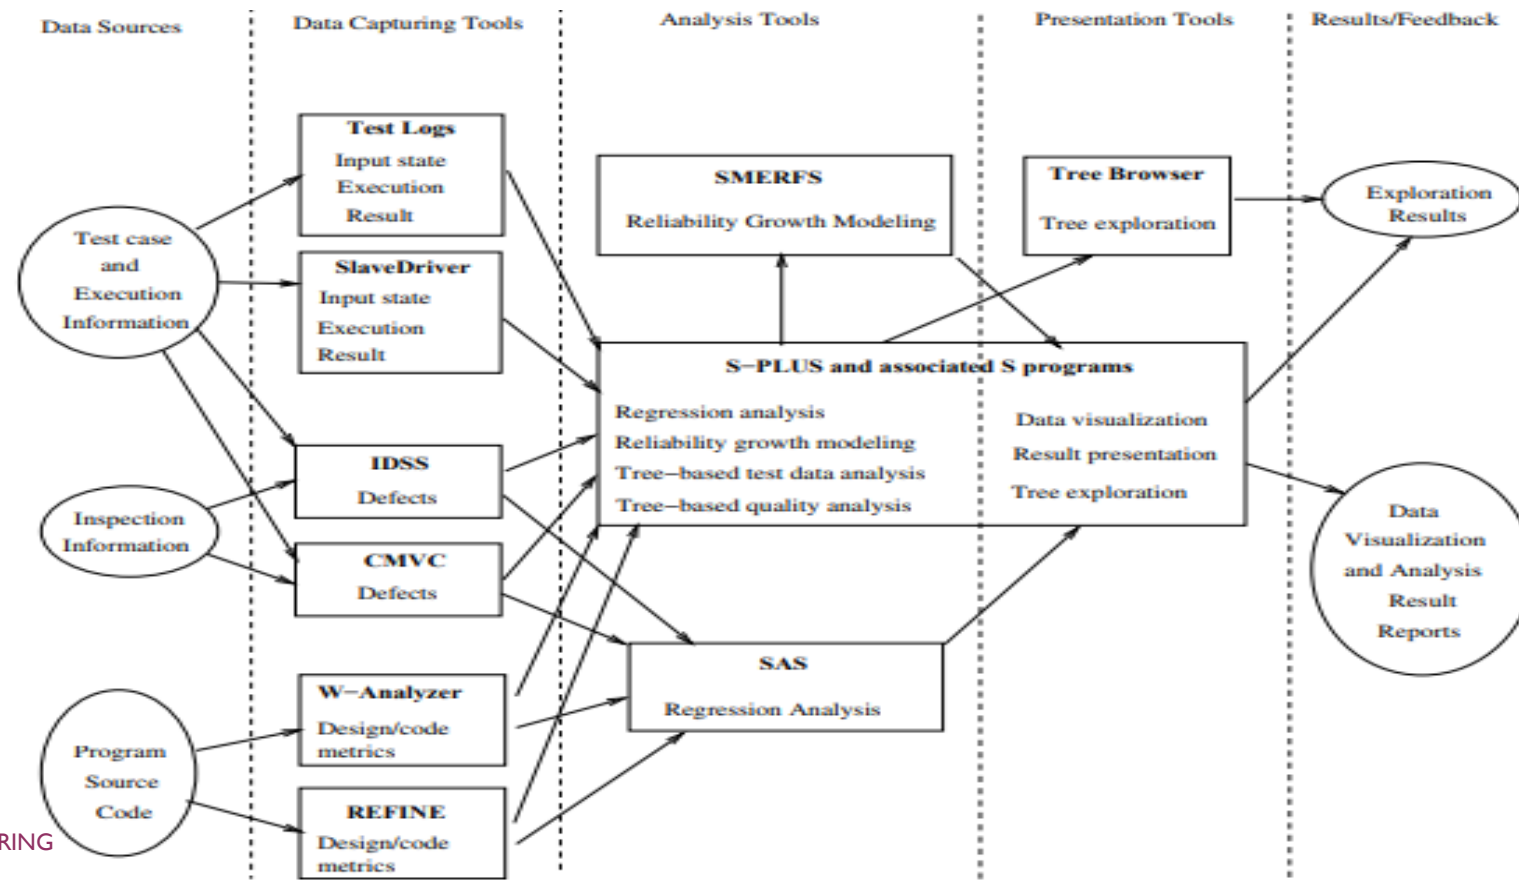 Data Sources
Data Capturing Tools
Analysis Tools
Presentation Tools
Results/Feedback
Test case
and
Execution
Information
Inspection
Information
Program
Source
Code
Test Logs
Input state
Execution
Result
SlaveDriver
Input state
Execution
Result
IDSS
Defects
CMVC
Defects
W-Analyzer
Design/code
metrics
REFINE
Design/code
metrics
SMERFS
Reliability Growth Modeling
S-PLUS and associated S programs
Regression analysis
Reliability growth modeling
Tree-based test data analysis
Tree-based quality analysis
Data visualization
Result presentation
Tree exploration
SAS
Regression Analysis
Tree Browser
Tree exploration
Exploration
Results
Data
Visualization
and Analysis
Result
Reports
RING